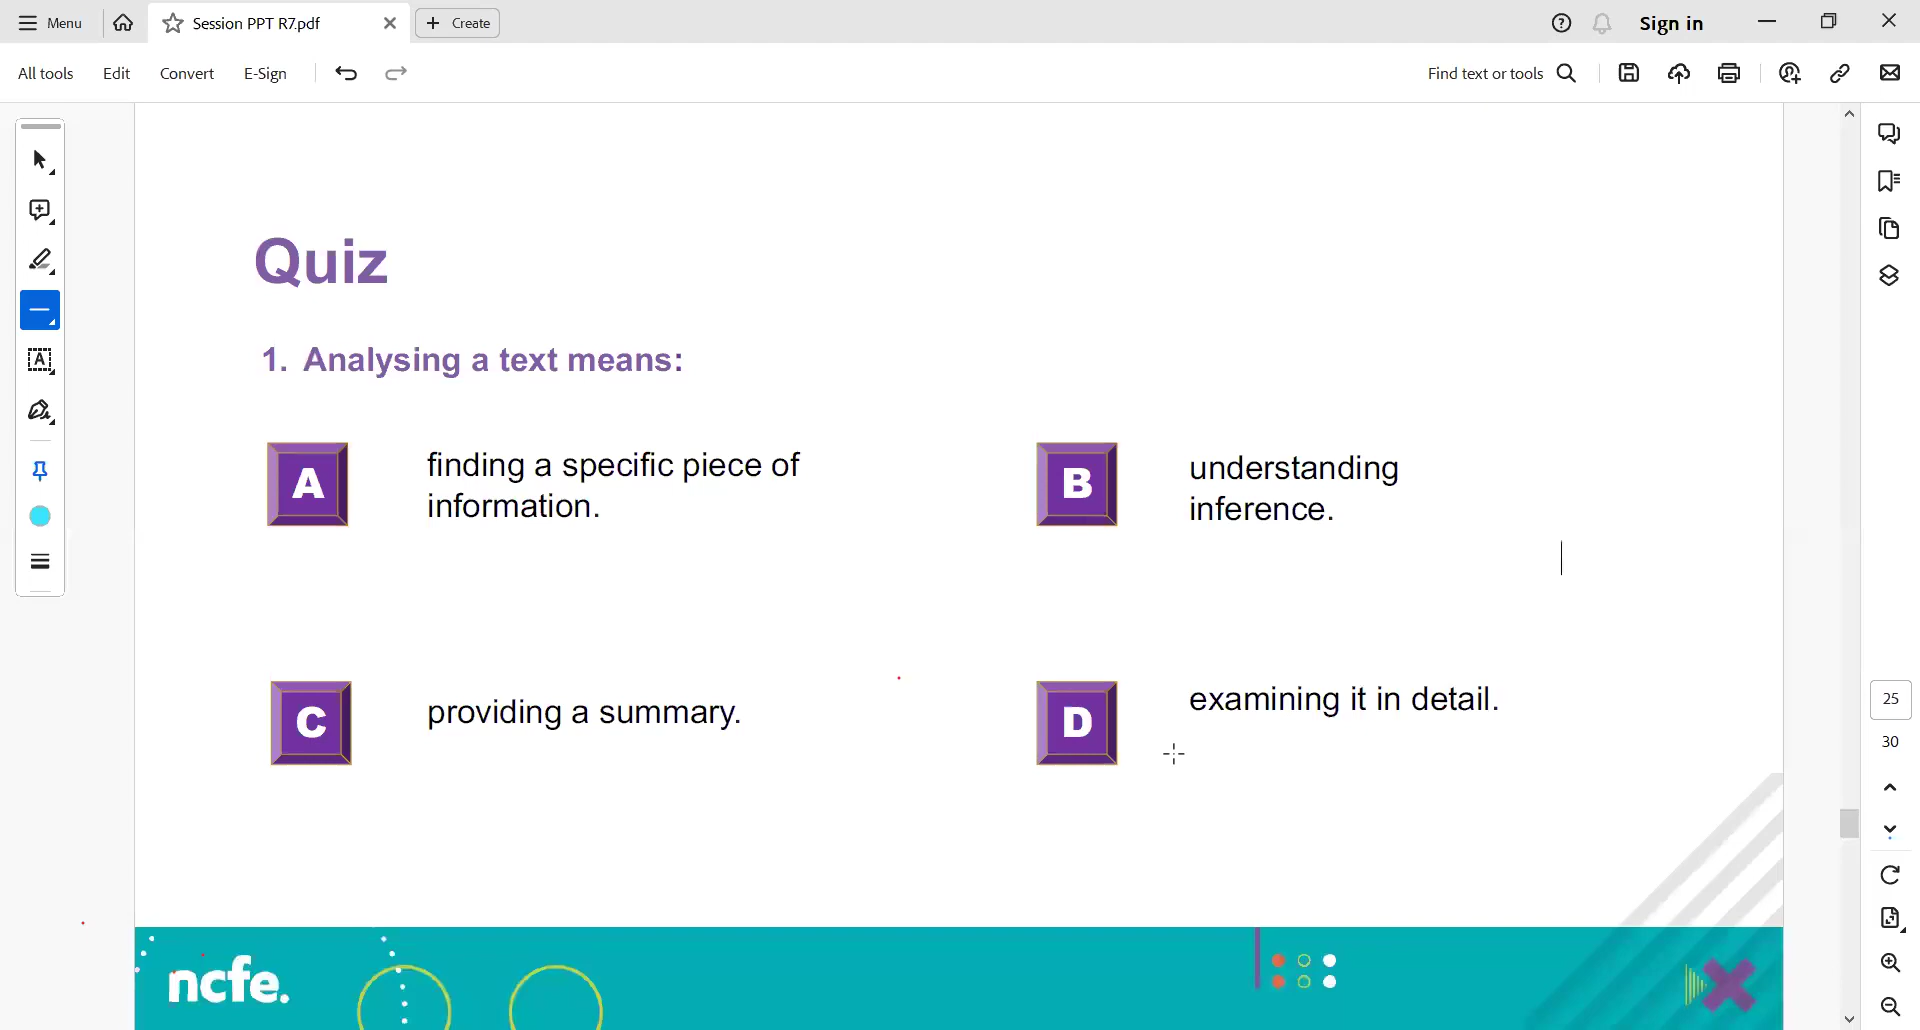 Menu
Session PPT R7.pdf
Create
Sign in
All tools
Edit
Convert
E-Sign
Find text or tools
Quiz
1. Analysing a text means:
A
finding a specific piece of
information.
B
understanding
inference.
C
providing a summary.
D
examining it in detail.
25
30
ncfe.